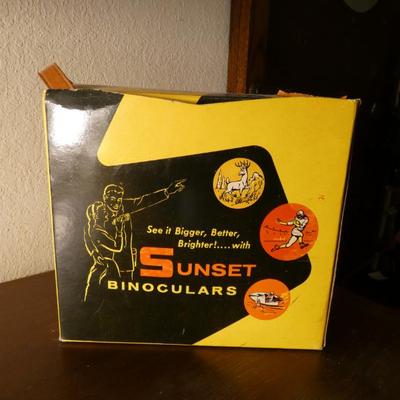 See it Bigger, Better,
Brighter!....with
SUNSET
BINOCULARS